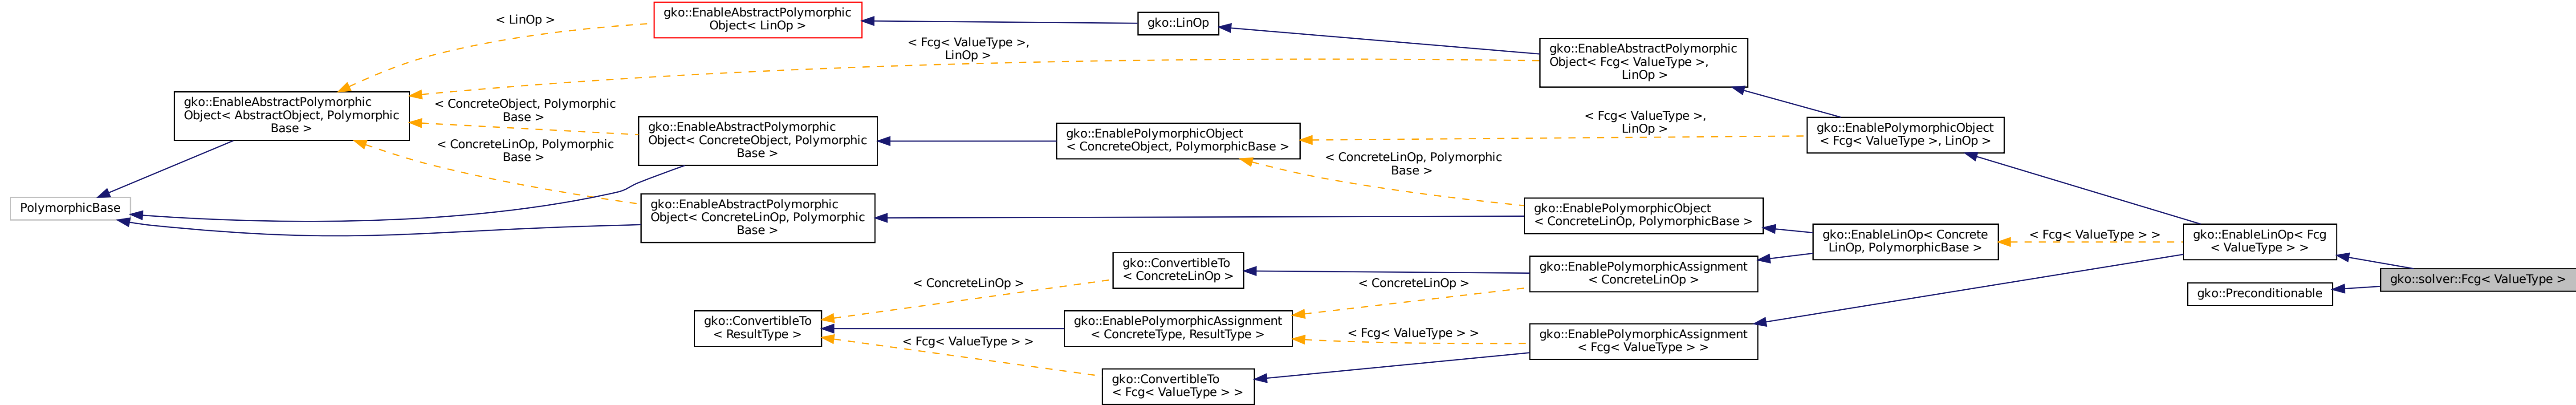 gko::EnableAbstractPolymorphic
Object< LinOp >
< LinOp >
gko::LinOp
< Fcg< ValueType >,
LinOp >
gko::EnableAbstractPolymorphic
Object< Fcg< ValueType >,
LinOp >
gko::EnableAbstractPolymorphic
Object< AbstractObject, Polymorphic
Base >
< ConcreteObject, Polymorphic
Base >
gko::EnableAbstractPolymorphic
Object< ConcreteObject, Polymorphic
Base >
gko::EnablePolymorphicObject
< ConcreteObject, PolymorphicBase >
< Fcg< ValueType >,
LinOp >
gko::EnablePolymorphicObject
< Fcg< ValueType >, LinOp >
< ConcreteLinOp, Polymorphic
Base >
< ConcreteLinOp, Polymorphic
Base >
PolymorphicBase
gko::EnableAbstractPolymorphic
Object< ConcreteLinOp, Polymorphic
Base >
gko::EnablePolymorphicObject
< ConcreteLinOp, PolymorphicBase >
gko::EnableLinOp< Concrete
LinOp, PolymorphicBase >
< Fcg< ValueType > >
gko::EnableLinOp< Fcg
< ValueType > >
gko::ConvertibleTo
< ConcreteLinOp >
gko::EnablePolymorphicAssignment
< ConcreteLinOp >
gko::solver::Fcg< ValueType >
< ConcreteLinOp >
< ConcreteLinOp >
gko::Preconditionable
gko::ConvertibleTo
< ResultType >
gko::EnablePolymorphicAssignment
< ConcreteType, ResultType >
< Fcg< ValueType > >
gko::EnablePolymorphicAssignment
< Fcg< ValueType > >
< Fcg< ValueType > >
gko::ConvertibleTo
< Fcg< ValueType > >